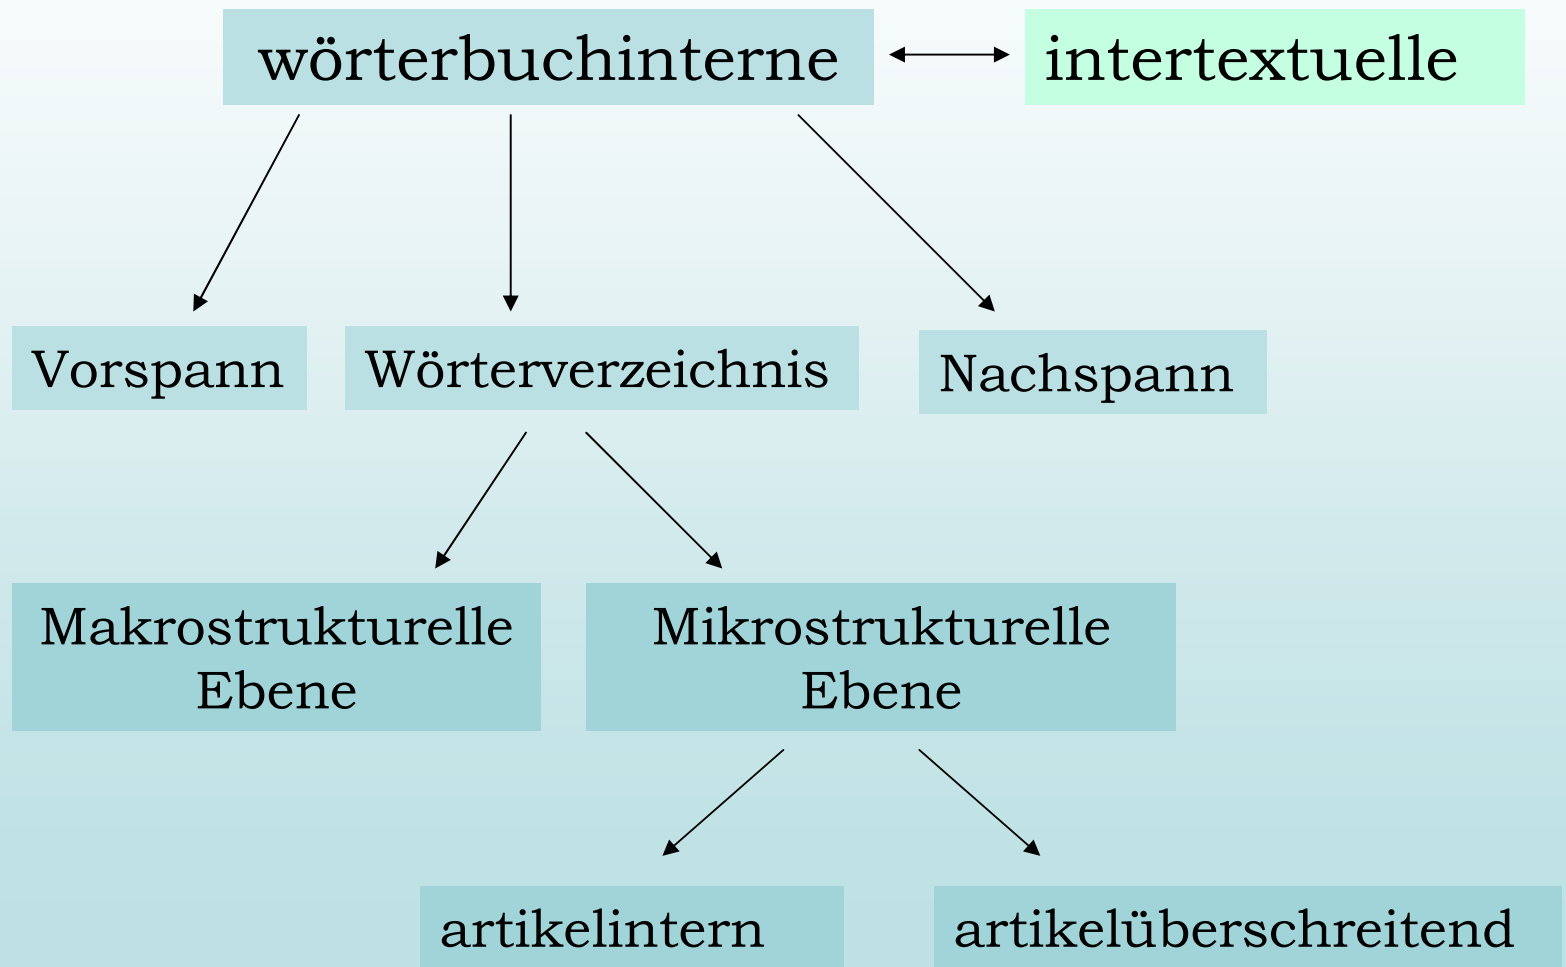 wörterbuchinterne
intertextuelle
Vorspann
Wörterverzeichnis
Nachspann
Makrostrukturelle
Ebene
Mikrostrukturelle
Ebene
artikelintern
artikelüberschreitend